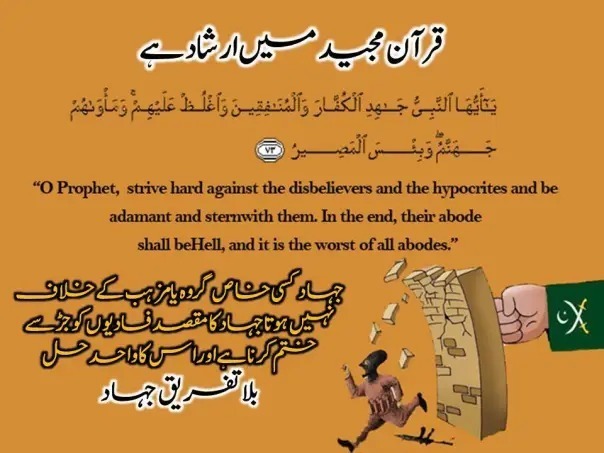 قرآن مجید میں ارشاد ہے
يَـٰٓأَيُّهَا ٱلنَّبِىُّ جَـٰهِدِ ٱلْكُفَّارَ وَٱلْمُنَـٰفِقِينَ وَٱغْلُظْ عَلَيْهِمْ ۚ وَمَأْوَىٰهُمْ
جَهَنَّمُ ۖ وَبِئْسَ ٱلْمَصِيرُ ٧٣
“O Prophet, strive hard against the disbelievers and the hypocrites and be
adamant and sternwith them. In the end, their abode
shall beHell, and it is the worst of all abodes.”
جہاد کسی خاص گروہ یا مزہب کے خلاف
نہیں ہوتا جہاد کا مقصد فسادیوں کو جڑ سے
ختم کرنا ہے اور اس کا واحد حل
بلا تفریق جہاد